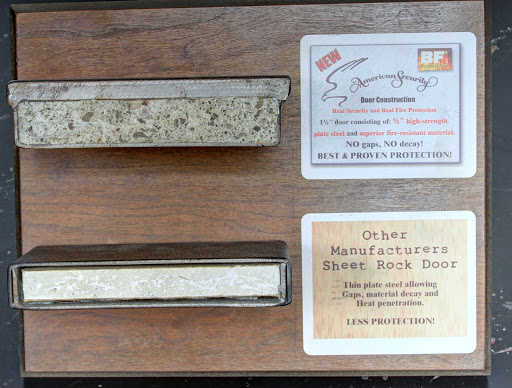 NEW
BF
American Security
Door Construction
Real Security and Real Fire Protection
1½" door consisting of: ½" high-strength
plate steel and superior fire-resistant material.
NO gaps, NO decay!
BEST & PROVEN PROTECTION!
Other
Manufacturers
Sheet Rock Door
Thin plate steel allowing
Gaps, material decay and
Heat penetration.
LESS PROTECTION!